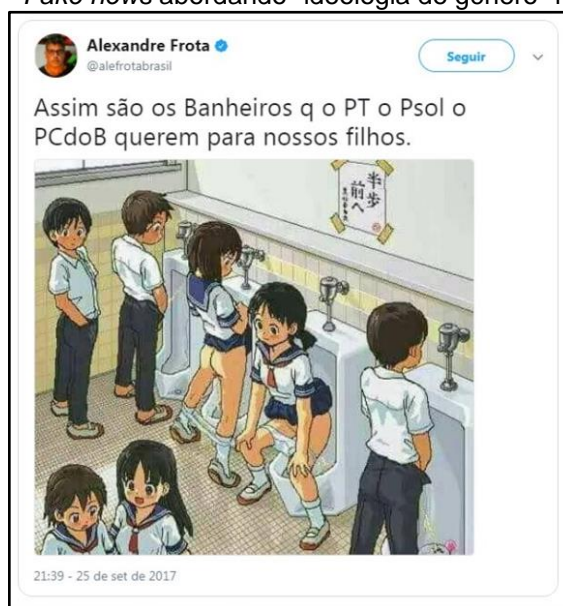 Fake news abordando "ideologia de gênero"
Alexandre Frota
@alefrotabrasil
Seguir
Assim são os Banheiros q o PT o Psol o
PCdoB querem para nossos filhos.
半歩
前へ
21:39 - 25 de set de 2017